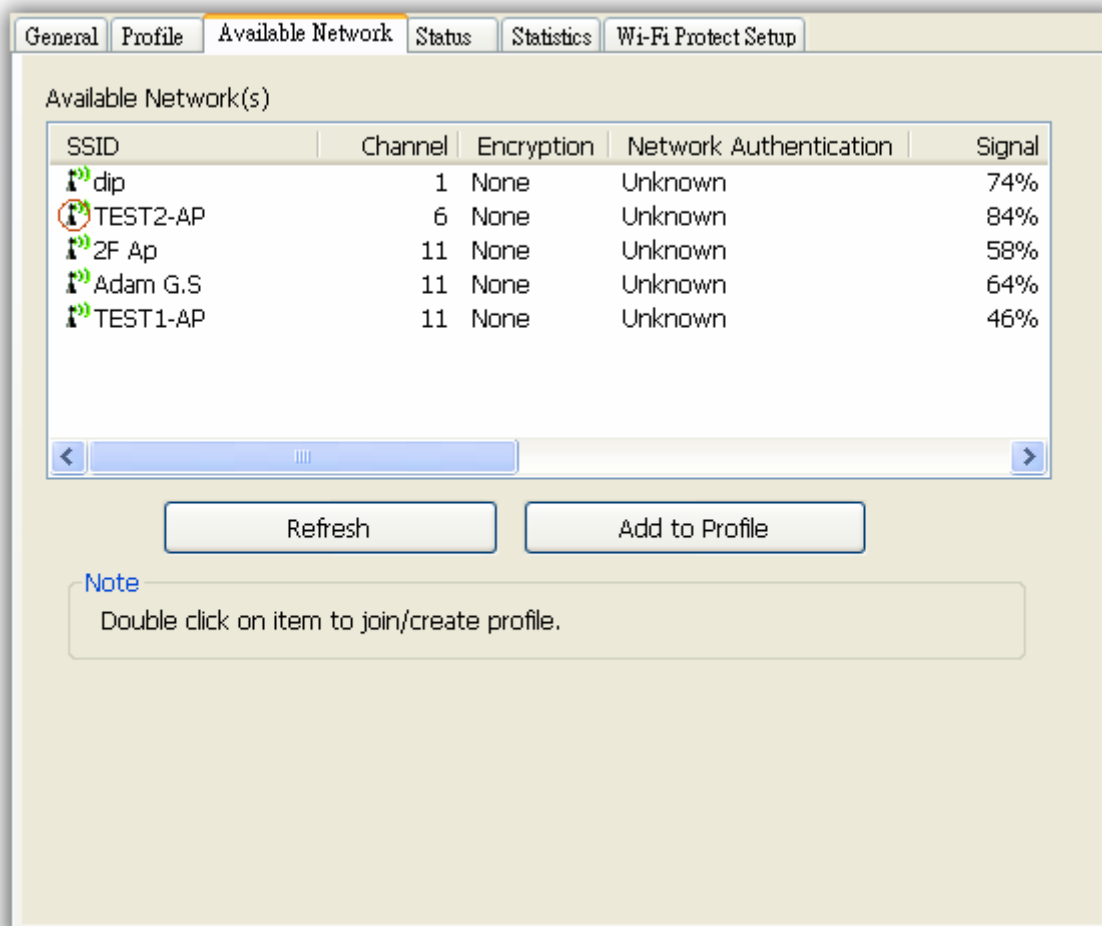 General Profile Available Network Status Statistics Wi-Fi Protect Setup
Available Network(s)
SSID Channel Encryption Network Authentication Signal
dip 1 None Unknown 74%
TEST2-AP 6 None Unknown 84%
2F Ap 11 None Unknown 58%
Adam G.S 11 None Unknown 64%
TEST1-AP 11 None Unknown 46%
Refresh Add to Profile
Note
Double click on item to join/create profile.